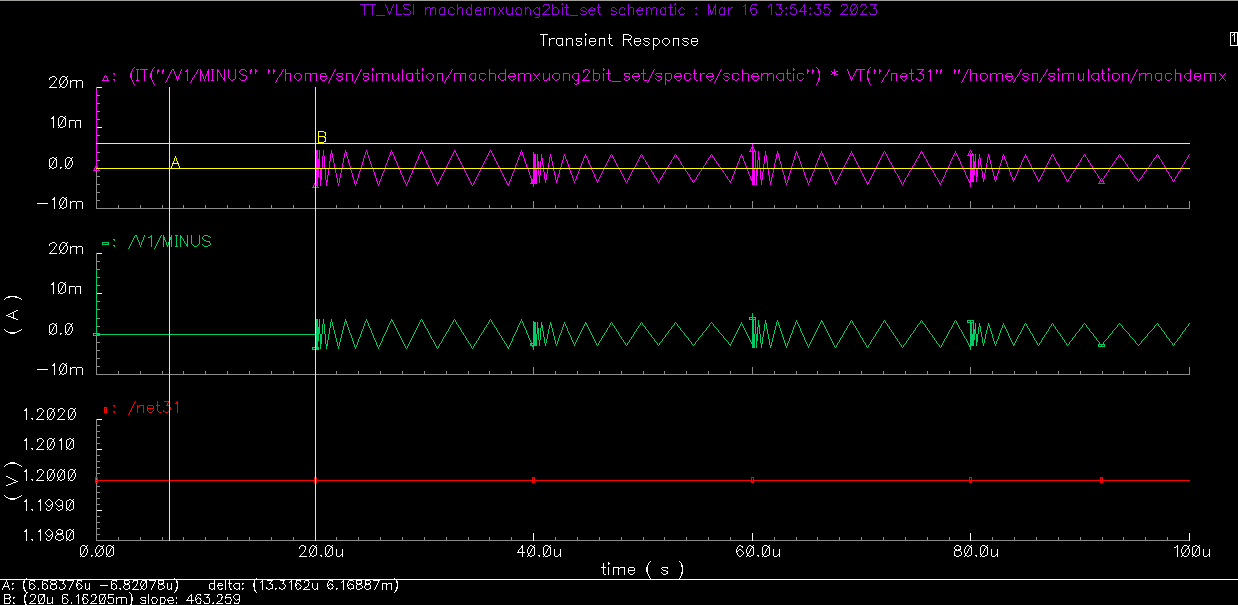 TT_VLSI machdemxuong2bit_set schematic : Mar 16 13:54:35 2023
Transient Response
1
△: (IT("/V1/MINUS" "/home/sn/simulation/machdemxuong2bit_set/spectre/schematic") * VT("/net31" "/home/sn/simulation/machdemx
20m
10m
0.0
-10m
A
B
▫: /V1/MINUS
20m
10m
0.0
-10m
( A )
▫: /net31
1.2020
1.2010
1.2000
1.1990
1.1980
( V )
0.00 20.0u 40.0u 60.0u 80.0u 100u
time ( s )
A: (6.68376u -6.82078u) delta: (13.3162u 6.16887m)
B: (20u 6.16205m) slope: 463.259